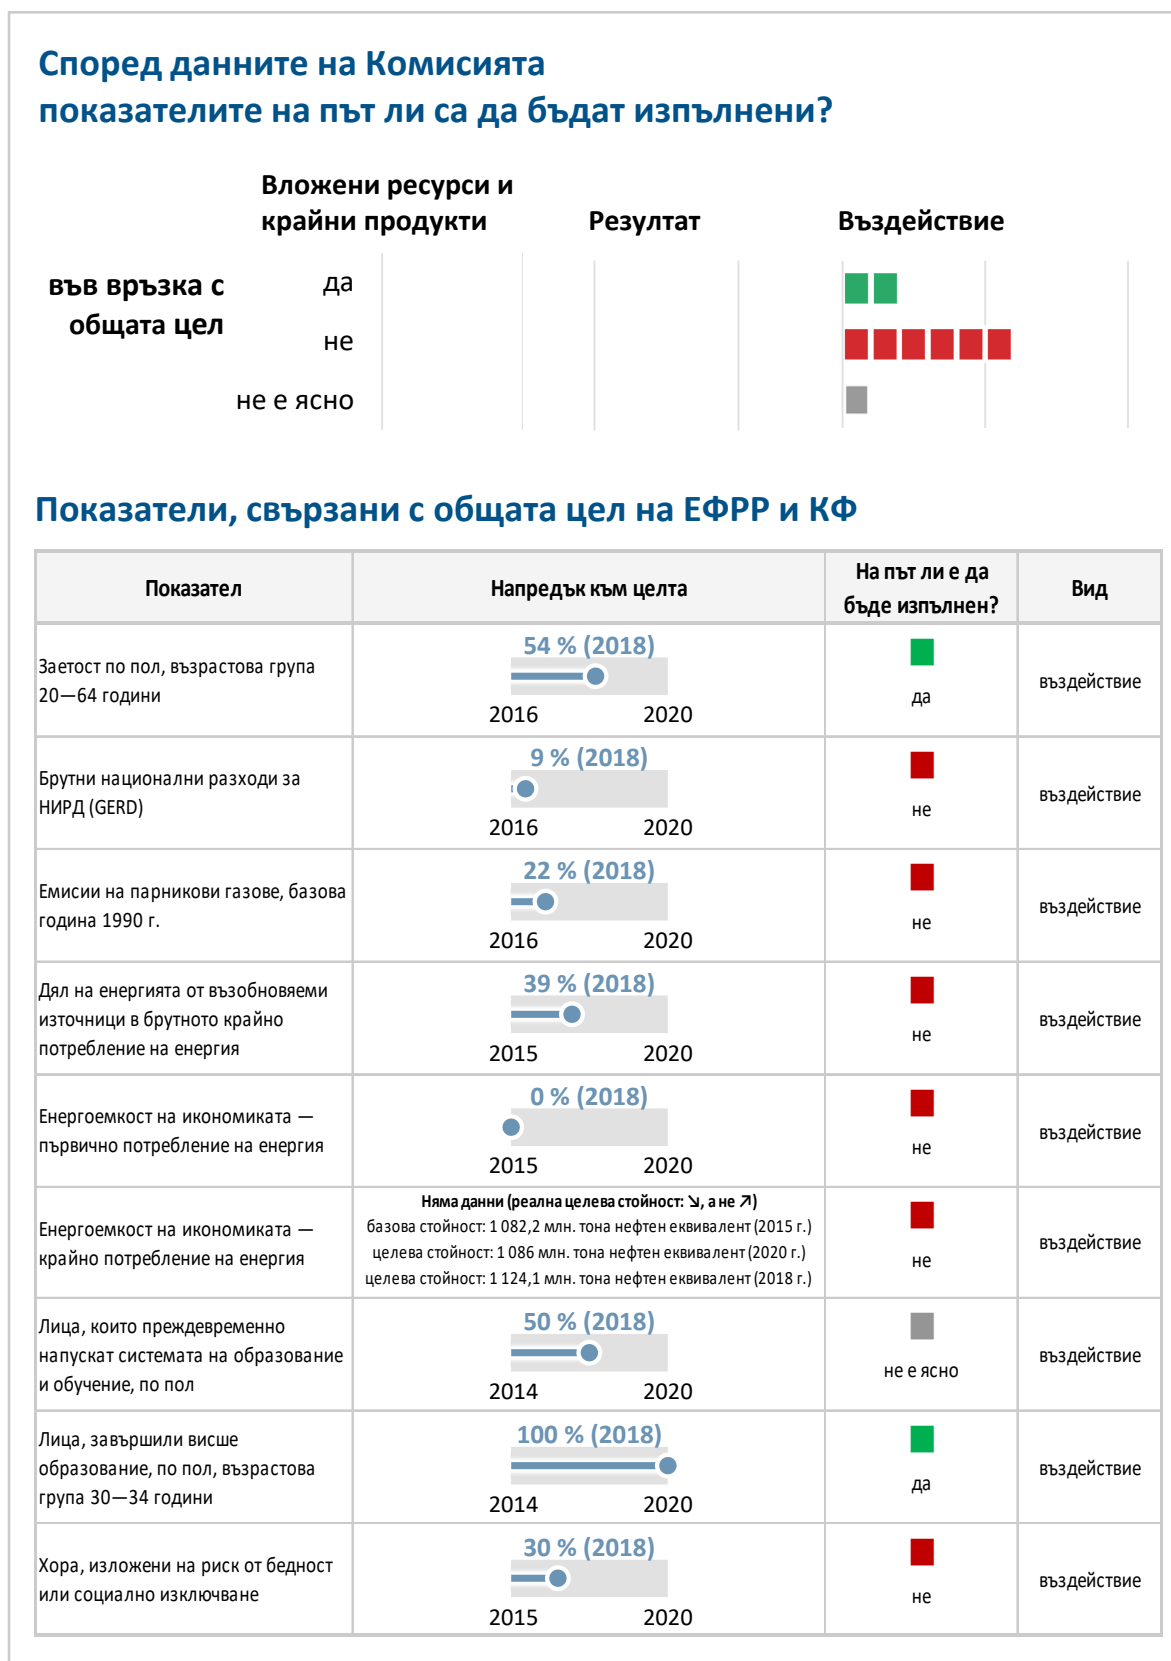 Според данните на Комисията
показателите на път ли са да бъдат изпълнени?
Вложени ресурси и
крайни продукти
Резултат
Въздействие
във връзка с
общата цел
да
не
не е ясно
Показатели, свързани с общата цел на ЕФРР и КФ
Показател
Напредък към целта
На път ли е да
бъде изпълнен?
Вид
Заетост по пол, възрастова група
20—64 години
54 % (2018)
2016 2020
да
въздействие
Брутни национални разходи за
НИРД (GERD)
9 % (2018)
2016 2020
не
въздействие
Емисии на парникови газове, базова
година 1990 г.
22 % (2018)
2016 2020
не
въздействие
Дял на енергията от възобновяеми
източници в брутното крайно
потребление на енергия
39 % (2018)
2015 2020
не
въздействие
Енергоемкост на икономиката —
първично потребление на енергия
0 % (2018)
2015 2020
не
въздействие
Енергоемкост на икономиката —
крайно потребление на енергия
Няма данни (реална целева стойност: ↘, а не ↗)
базова стойност: 1 082,2 млн. тона нефтен еквивалент (2015 г.)
целева стойност: 1 086 млн. тона нефтен еквивалент (2020 г.)
целева стойност: 1 124,1 млн. тона нефтен еквивалент (2018 г.)
не
въздействие
Лица, които преждевременно
напускат системата на образование
и обучение, по пол
50 % (2018)
2014 2020
не е ясно
въздействие
Лица, завършили висше
образование, по пол, възрастова
група 30—34 години
100 % (2018)
2014 2020
да
въздействие
Хора, изложени на риск от бедност
или социално изключване
30 % (2018)
2015 2020
не
въздействие